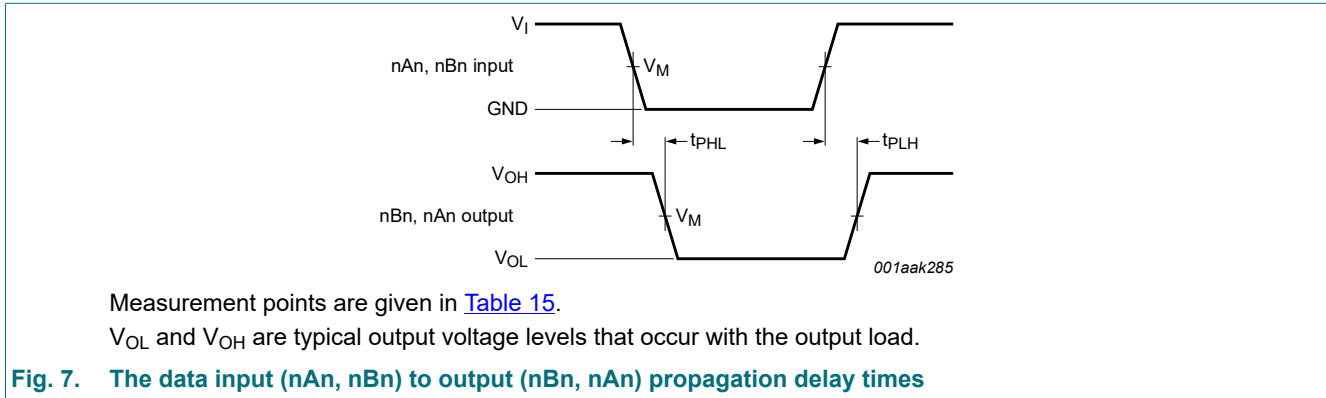 VI
nAn, nBn input
VM
GND
tPHL
tPLH
VOH
nBn, nAn output
VM
VOL
001aak285
Measurement points are given in Table 15.
VOL and VOH are typical output voltage levels that occur with the output load.
Fig. 7. The data input (nAn, nBn) to output (nBn, nAn) propagation delay times